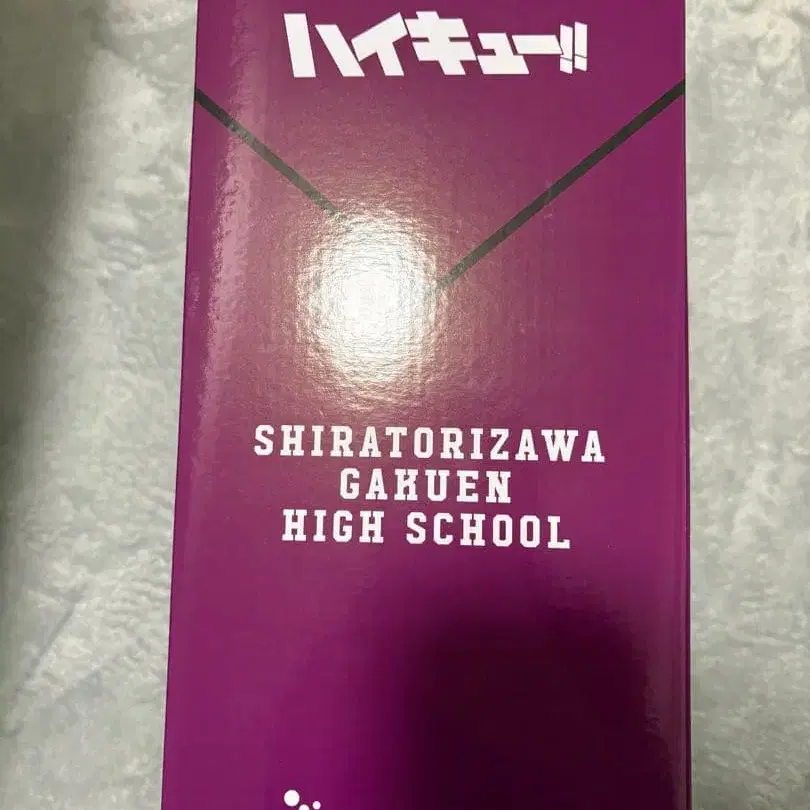 ハイキュー!!
SHIRATORIZAWA
GAKUEN
HIGH SCHOOL